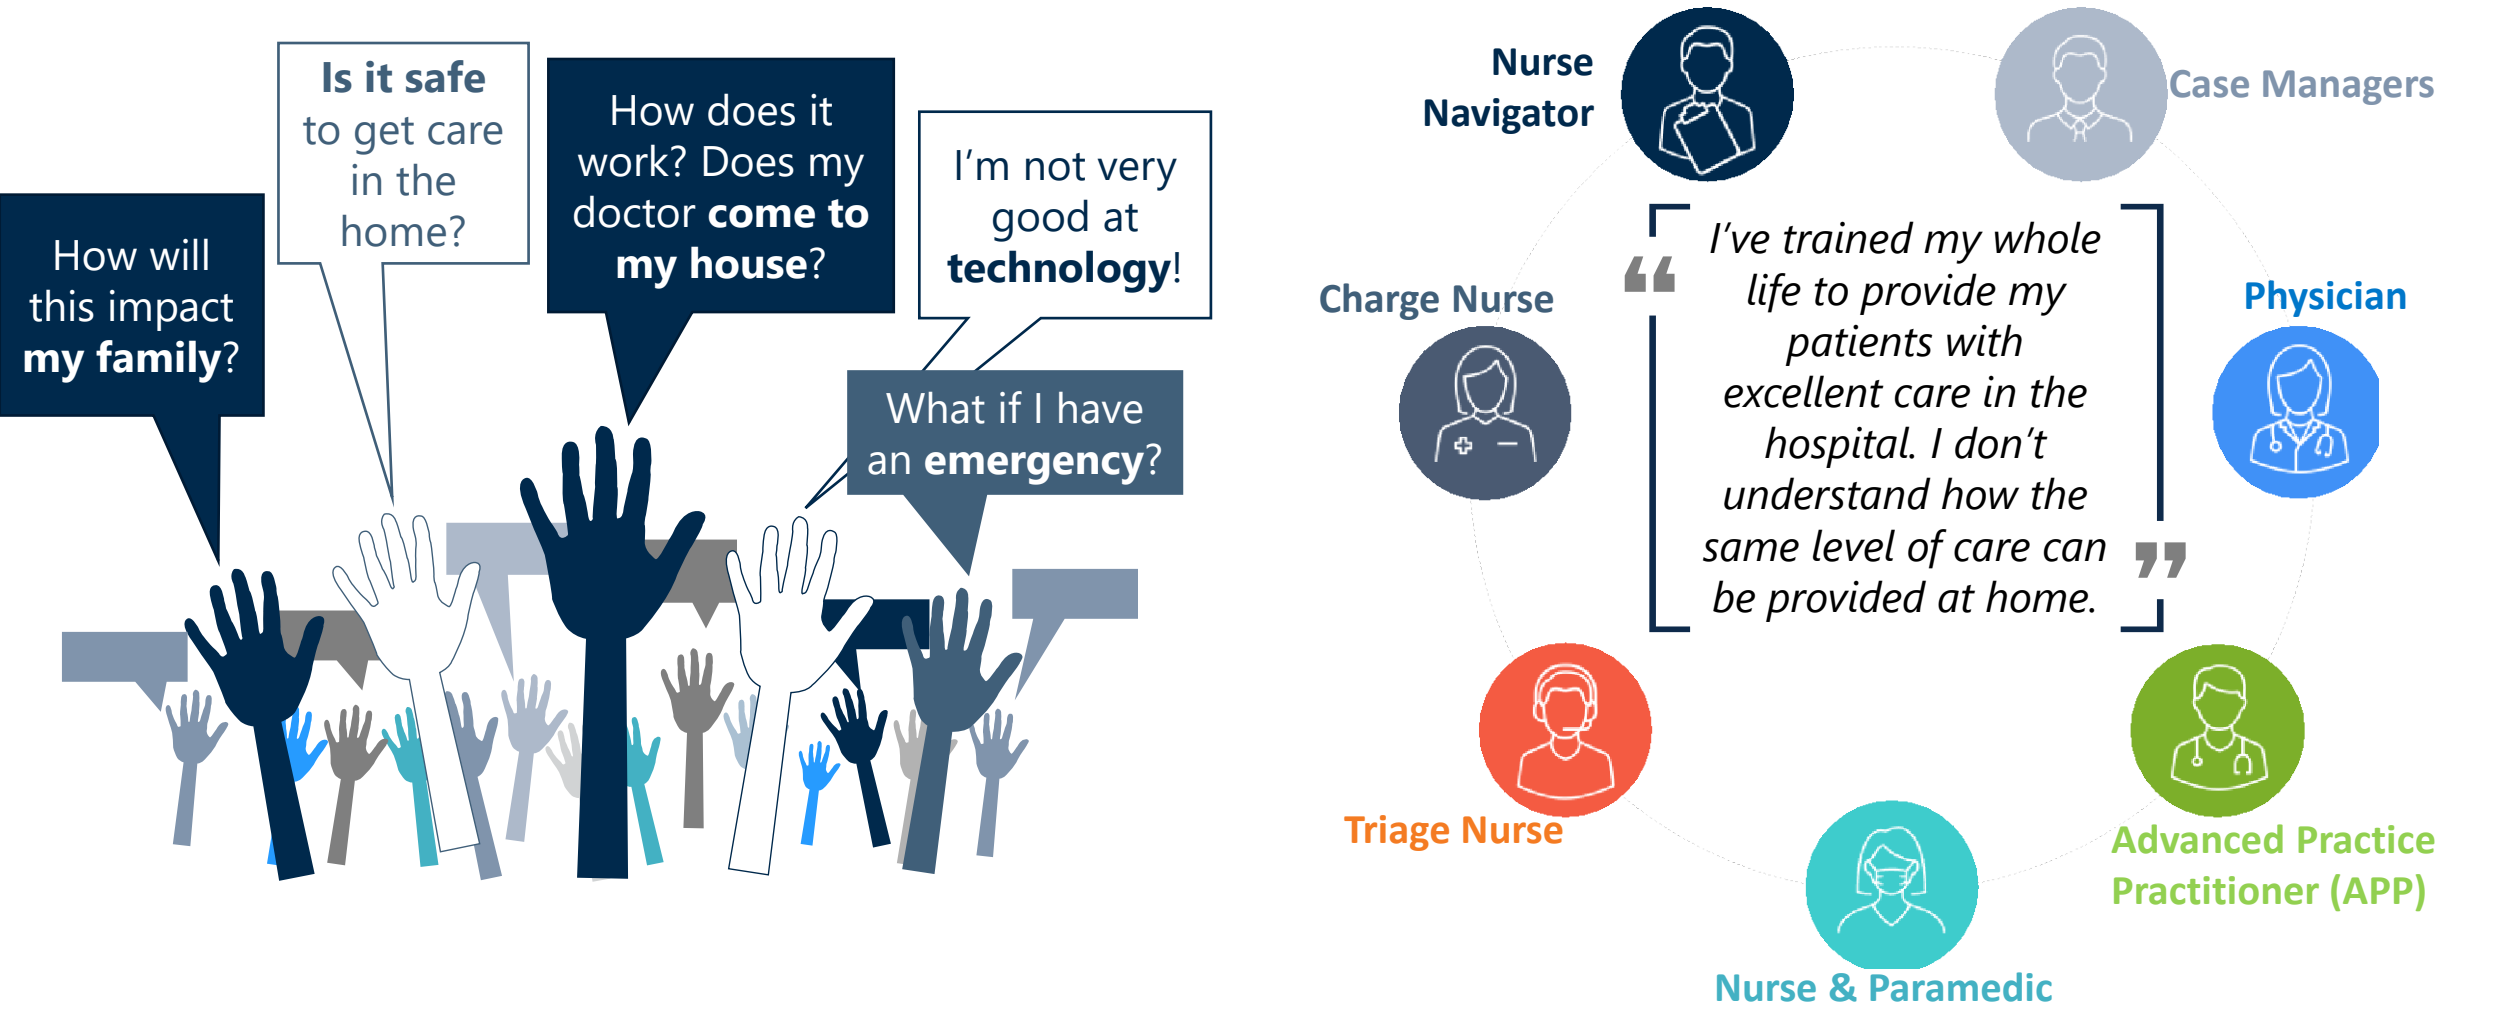 How will
this impact
my family?
Is it safe
to get care
in the
home?
How does it
work? Does my
doctor come to
my house?
I'm not very
good at
technology!
What if I have
an emergency?
Nurse
Navigator
Case Managers
Charge Nurse
Physician
“
I've trained my whole
life to provide my
patients with
excellent care in the
hospital. I don't
understand how the
same level of care can
be provided at home.
”
Triage Nurse
Advanced Practice
Practitioner (APP)
Nurse & Paramedic